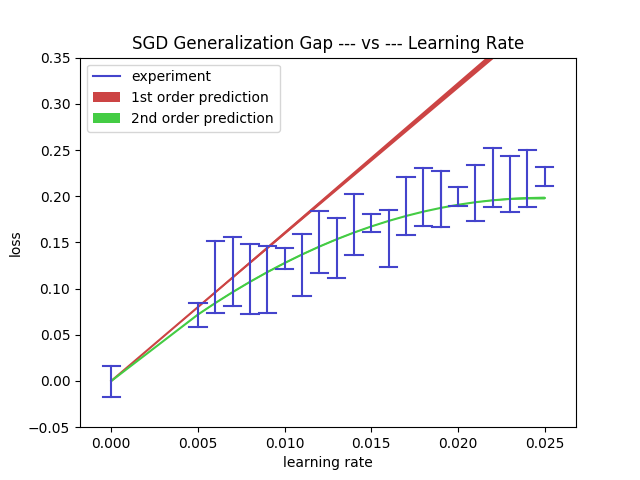 SGD Generalization Gap --- vs --- Learning Rate
experiment
1st order prediction
2nd order prediction
0.35
0.30
0.25
0.20
0.15
0.10
0.05
0.00
−0.05
loss
0.000 0.005 0.010 0.015 0.020 0.025
learning rate